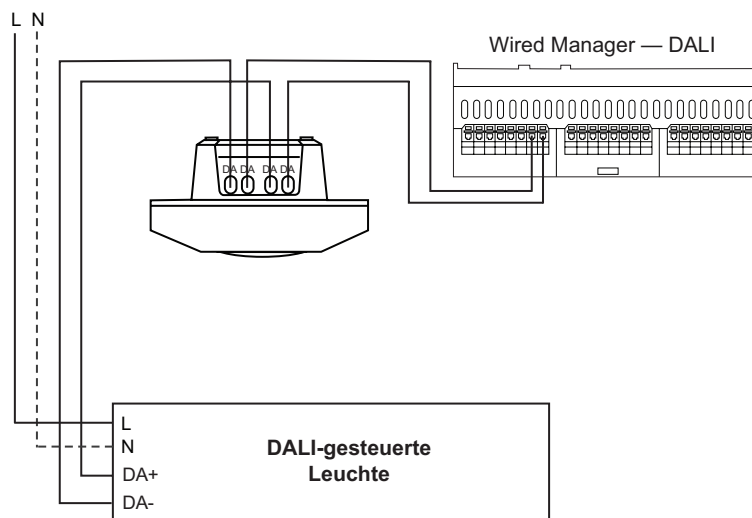 L N
Wired Manager — DALI
DA DA DA DA
L
N
DA+
DA-
DALI-gesteuerte
Leuchte